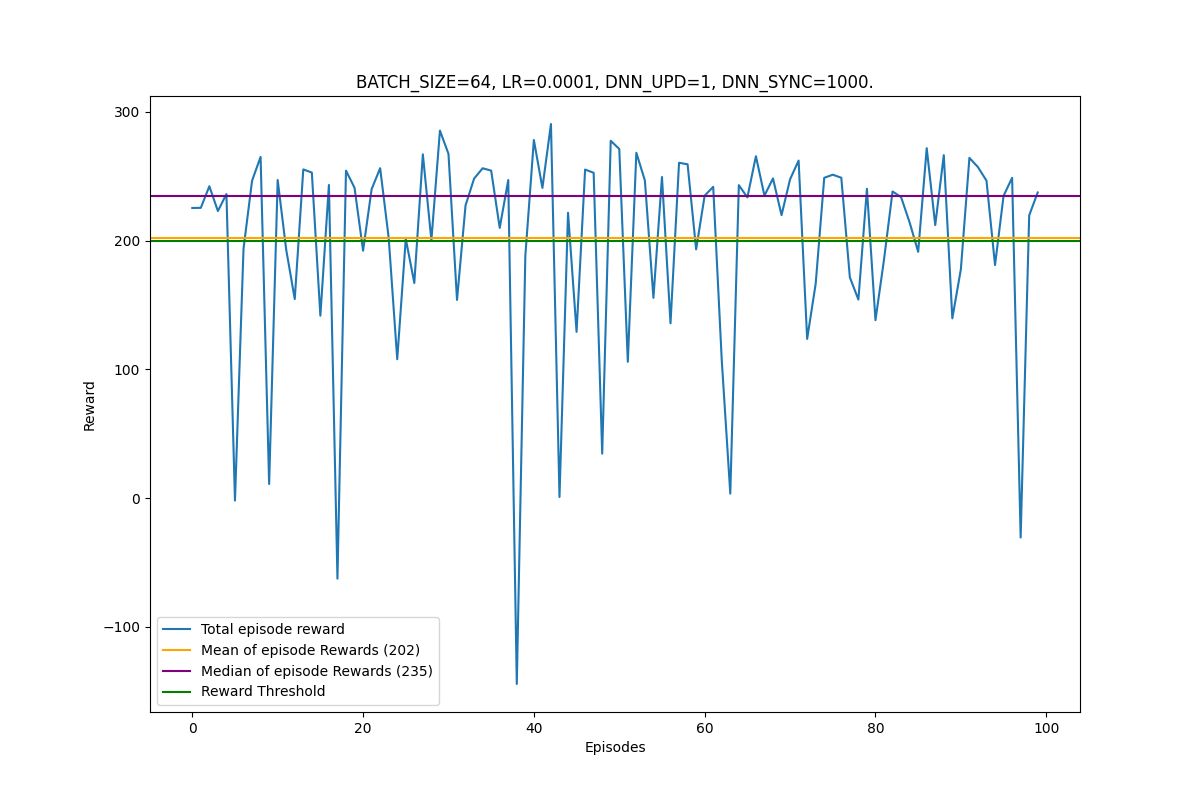 BATCH_SIZE=64, LR=0.0001, DNN_UPD=1, DNN_SYNC=1000.
300
200
100
0
−100
Reward
Total episode reward
Mean of episode Rewards (202)
Median of episode Rewards (235)
Reward Threshold
0 20 40 60 80 100
Episodes